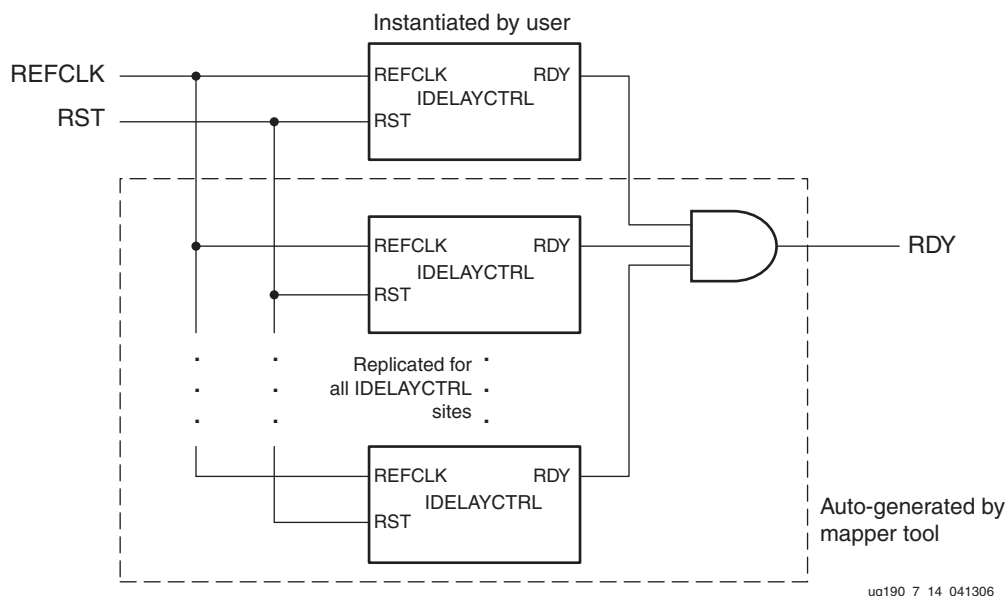 Instantiated by user
REFCLK
RST
REFCLK RDY
IDELAYCTRL
RST
REFCLK RDY
IDELAYCTRL
RST
RDY
Replicated for
all IDELAYCTRL
sites
REFCLK RDY
IDELAYCTRL
RST
Auto-generated by
mapper tool
ug190_7_14_041306